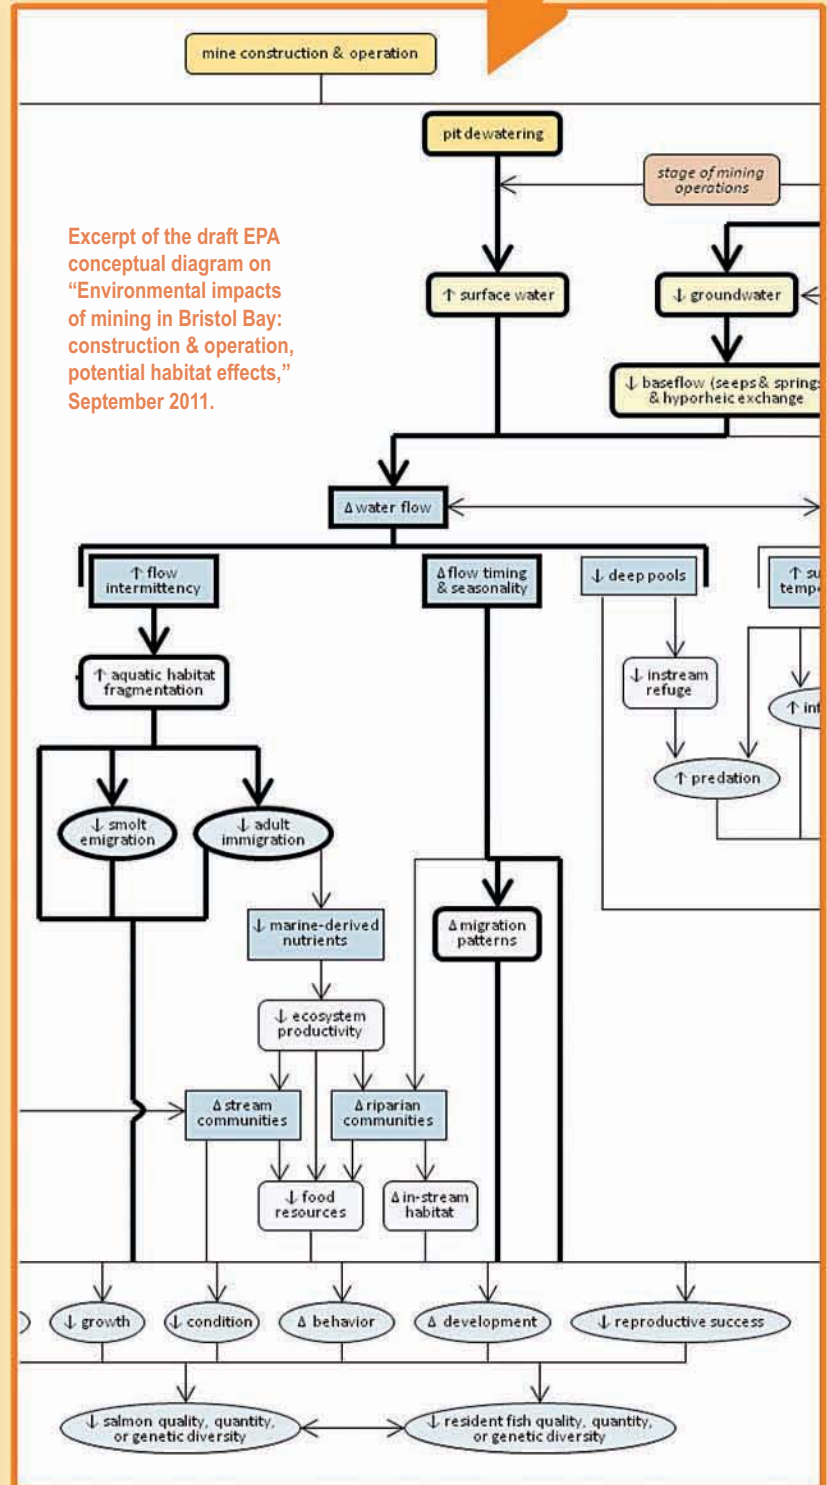 mine construction & operation
pit dewatering
stage of mining
operations
Excerpt of the draft EPA
conceptual diagram on
“Environmental impacts
of mining in Bristol Bay:
construction & operation,
potential habitat effects,”
September 2011.
↑ surface water
↓ groundwater
↓ baseflow (seeps & springs
& hyporheic exchange
Δ water flow
↑ flow
intermittency
Δ flow timing
& seasonality
↓ deep pools
↑ su
temp
↑ aquatic habitat
fragmentation
↓ instream
refuge
↑ int
↑ predation
↓ smolt
emigration
↓ adult
immigration
↓ marine-derived
nutrients
Δ migration
patterns
↓ ecosystem
productivity
Δ stream
communities
Δ riparian
communities
↓ food
resources
Δ in-stream
habitat
↓ growth
↓ condition
Δ behavior
Δ development
↓ reproductive success
↓ salmon quality, quantity,
or genetic diversity
↓ resident fish quality, quantity,
or genetic diversity